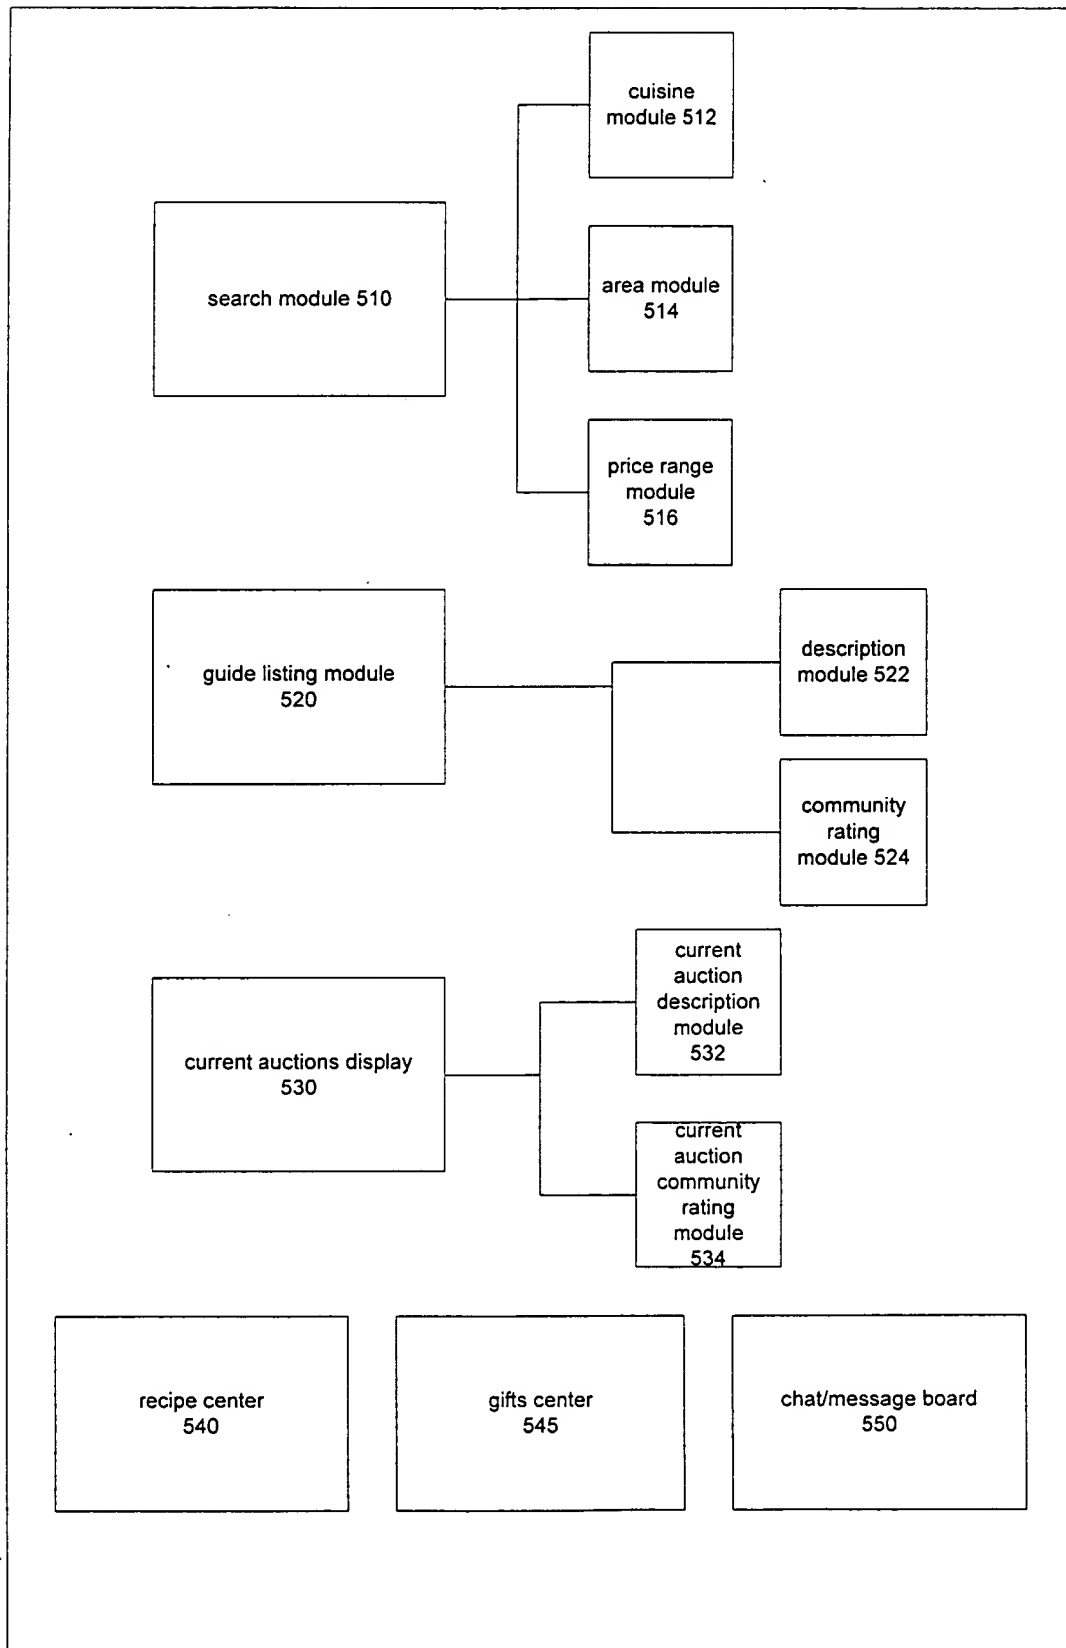 cuisine
module 512
search module 510
area module
514
price range
module
516
guide listing module
520
description
module 522
community
rating
module 524
current auctions display
530
current
auction
description
module
532
current
auction
community
rating
module
534
recipe center
540
gifts center
545
chat/message board
550